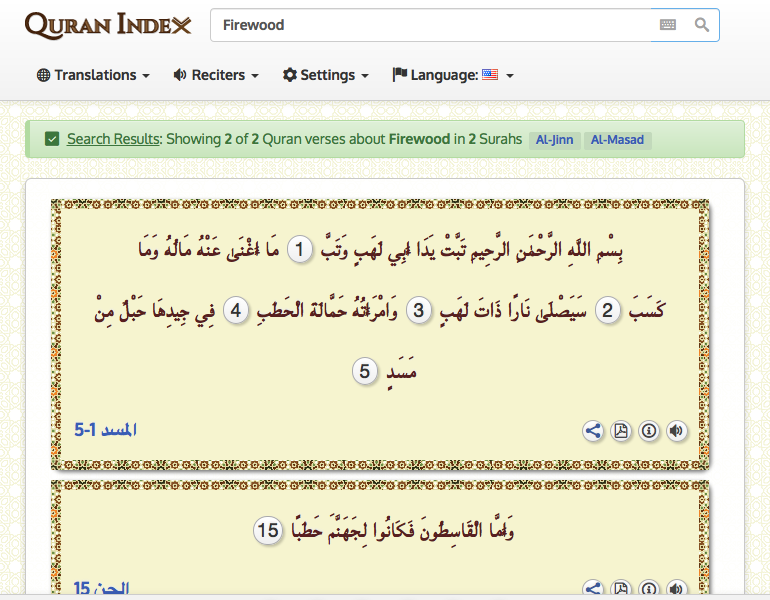 QURAN INDEX
Firewood
Translations Reciters Settings Language:
Search Results: Showing 2 of 2 Quran verses about Firewood in 2 Surahs Al-Jinn Al-Masad
بِسْمِ اللَّهِ الرَّحْمَٰنِ الرَّحِيمِ تَبَّتْ يَدَا أَبِي لَهَبٍ وَتَبَّ 1 مَا أَغْنَىٰ عَنْهُ مَالُهُ وَمَا
كَسَبَ 2 سَيَصْلَىٰ نَارًا ذَاتَ لَهَبٍ 3 وَامْرَأَتُهُ حَمَّالَةَ الْحَطَبِ 4 فِي جِيدِهَا حَبْلٌ مِنْ
مَسَدٍ 5
المسد 1-5
وَأَمَّا الْقَاسِطُونَ فَكَانُوا لِجَهَنَّمَ حَطَبًا 15
الجن 15